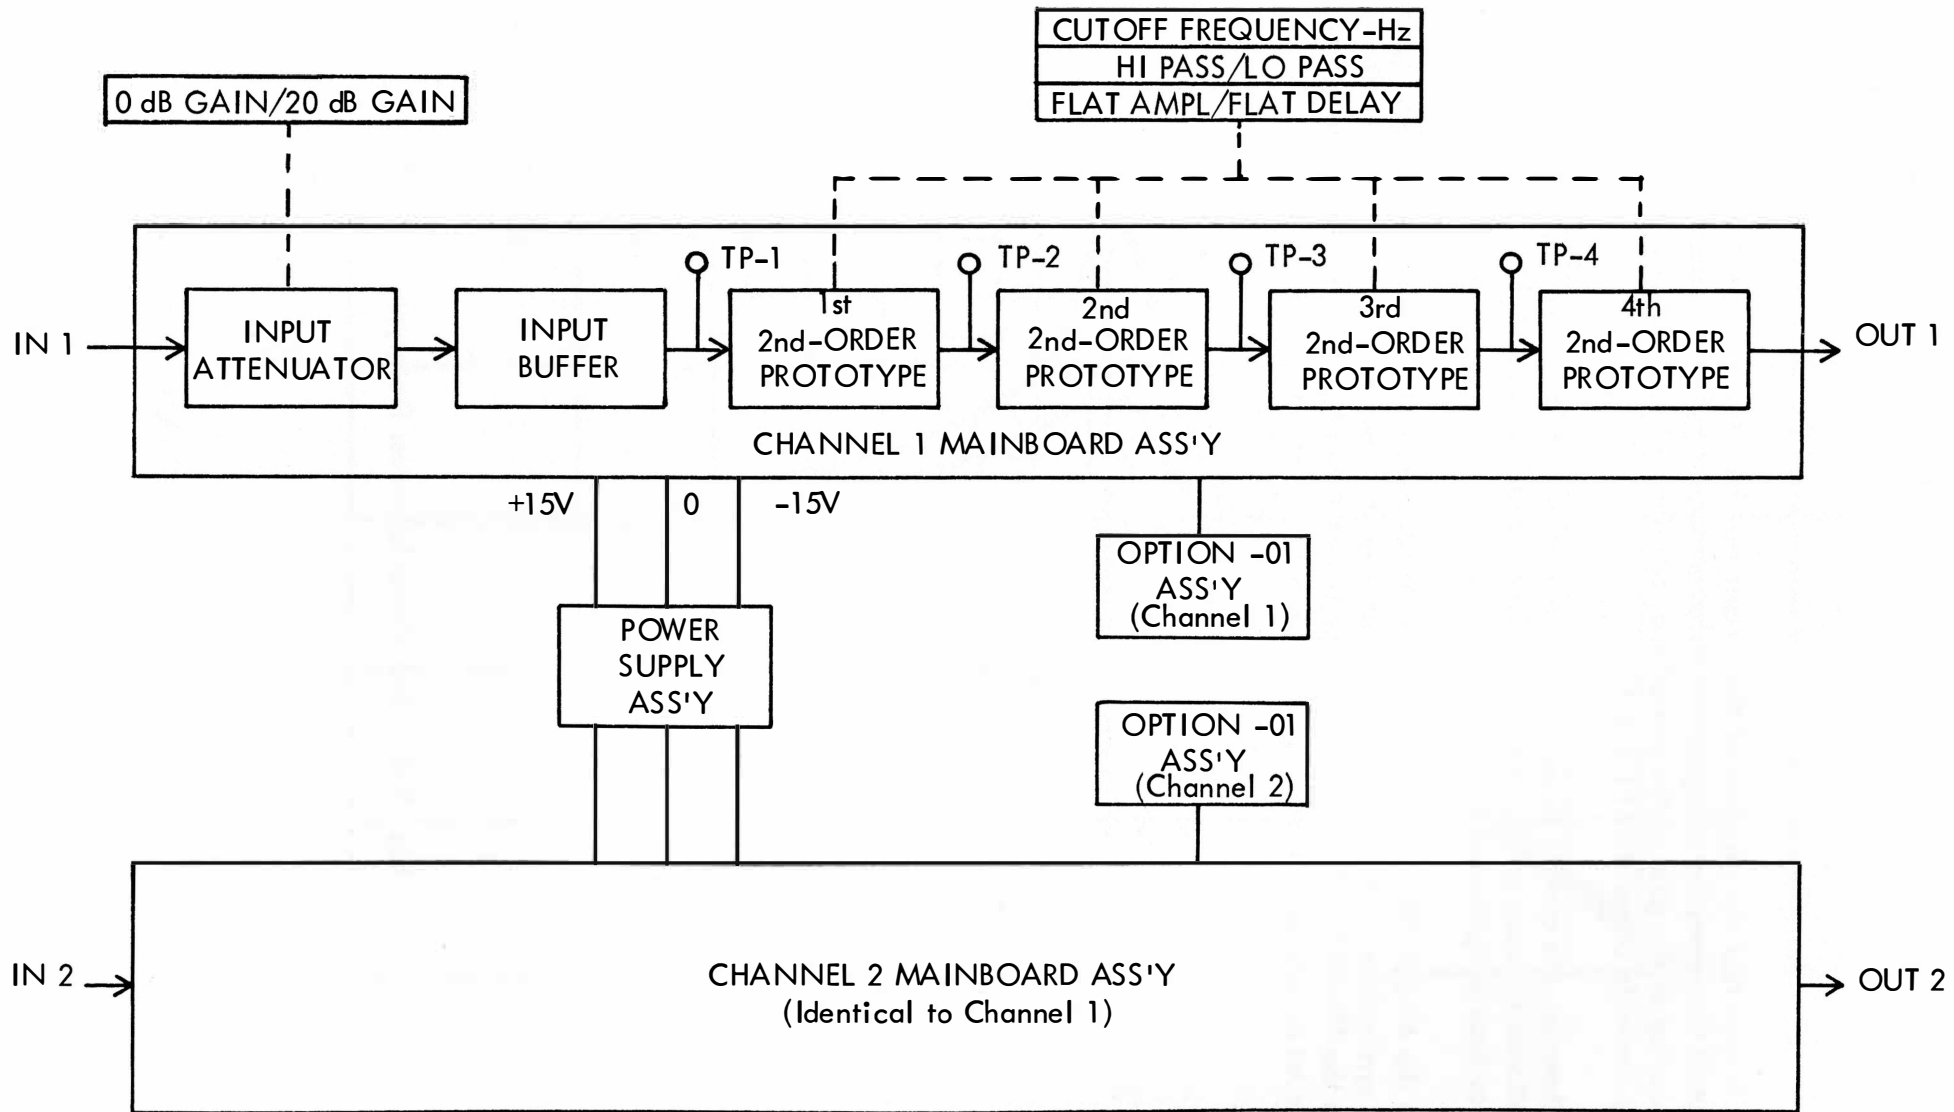 CUTOFF FREQUENCY-Hz
HI PASS/LO PASS
FLAT AMPL/FLAT DELAY
0 dB GAIN/20 dB GAIN
TP-1
TP-2
TP-3
TP-4
IN 1
INPUT
ATTENUATOR
INPUT
BUFFER
1st
2nd-ORDER
PROTOTYPE
2nd
2nd-ORDER
PROTOTYPE
3rd
2nd-ORDER
PROTOTYPE
4th
2nd-ORDER
PROTOTYPE
OUT 1
CHANNEL 1 MAINBOARD ASS'Y
+15V
0
-15V
OPTION -01
ASS'Y
(Channel 1)
POWER
SUPPLY
ASS'Y
OPTION -01
ASS'Y
(Channel 2)
IN 2
CHANNEL 2 MAINBOARD ASS'Y
(Identical to Channel 1)
OUT 2